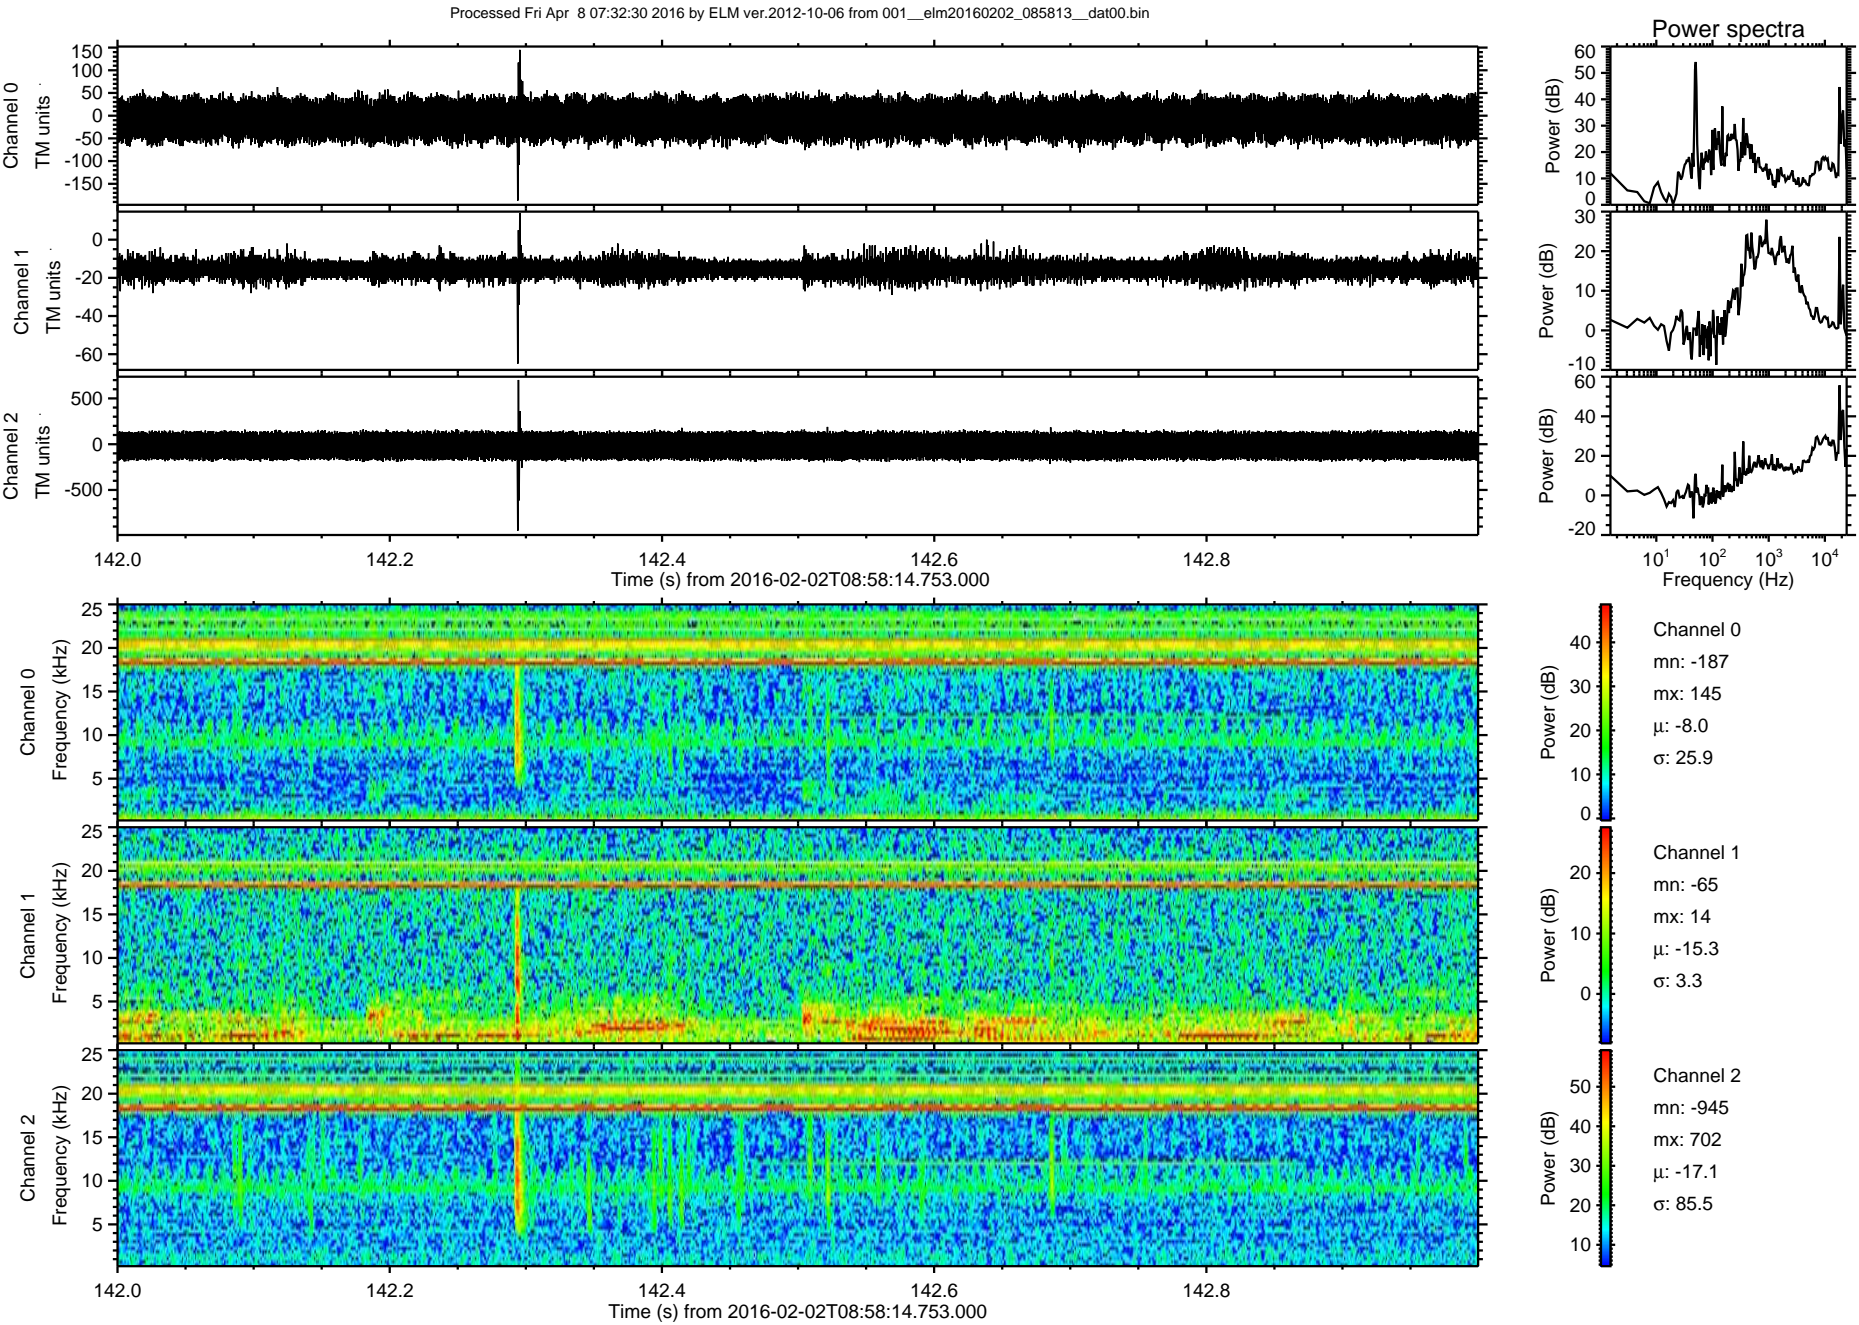 Processed Fri Apr  8 07:32:30 2016 by ELM ver.2012-10-06 from 001__elm20160202_085813__dat00.bin
Power spectra
Channel 0
TM units
150
100
50
0
-50
-100
-150
Power (dB)
60
50
40
30
20
10
0
Channel 1
TM units
0
-20
-40
-60
Power (dB)
30
20
10
0
-10
Channel 2
TM units
500
0
-500
Power (dB)
60
40
20
0
-20
142.0 142.2 142.4 142.6 142.8
Time (s) from 2016-02-02T08:58:14.753.000
10¹ 10² 10³ 10⁴
Frequency (Hz)
Channel 0
Frequency (kHz)
25
20
15
10
5
Power (dB)
40
30
20
10
0
Channel 0
mn: -187
mx: 145
μ: -8.0
σ: 25.9
Channel 1
Frequency (kHz)
25
20
15
10
5
Power (dB)
20
10
0
Channel 1
mn: -65
mx: 14
μ: -15.3
σ: 3.3
Channel 2
Frequency (kHz)
25
20
15
10
5
Power (dB)
50
40
30
20
10
Channel 2
mn: -945
mx: 702
μ: -17.1
σ: 85.5
142.0 142.2 142.4 142.6 142.8
Time (s) from 2016-02-02T08:58:14.753.000